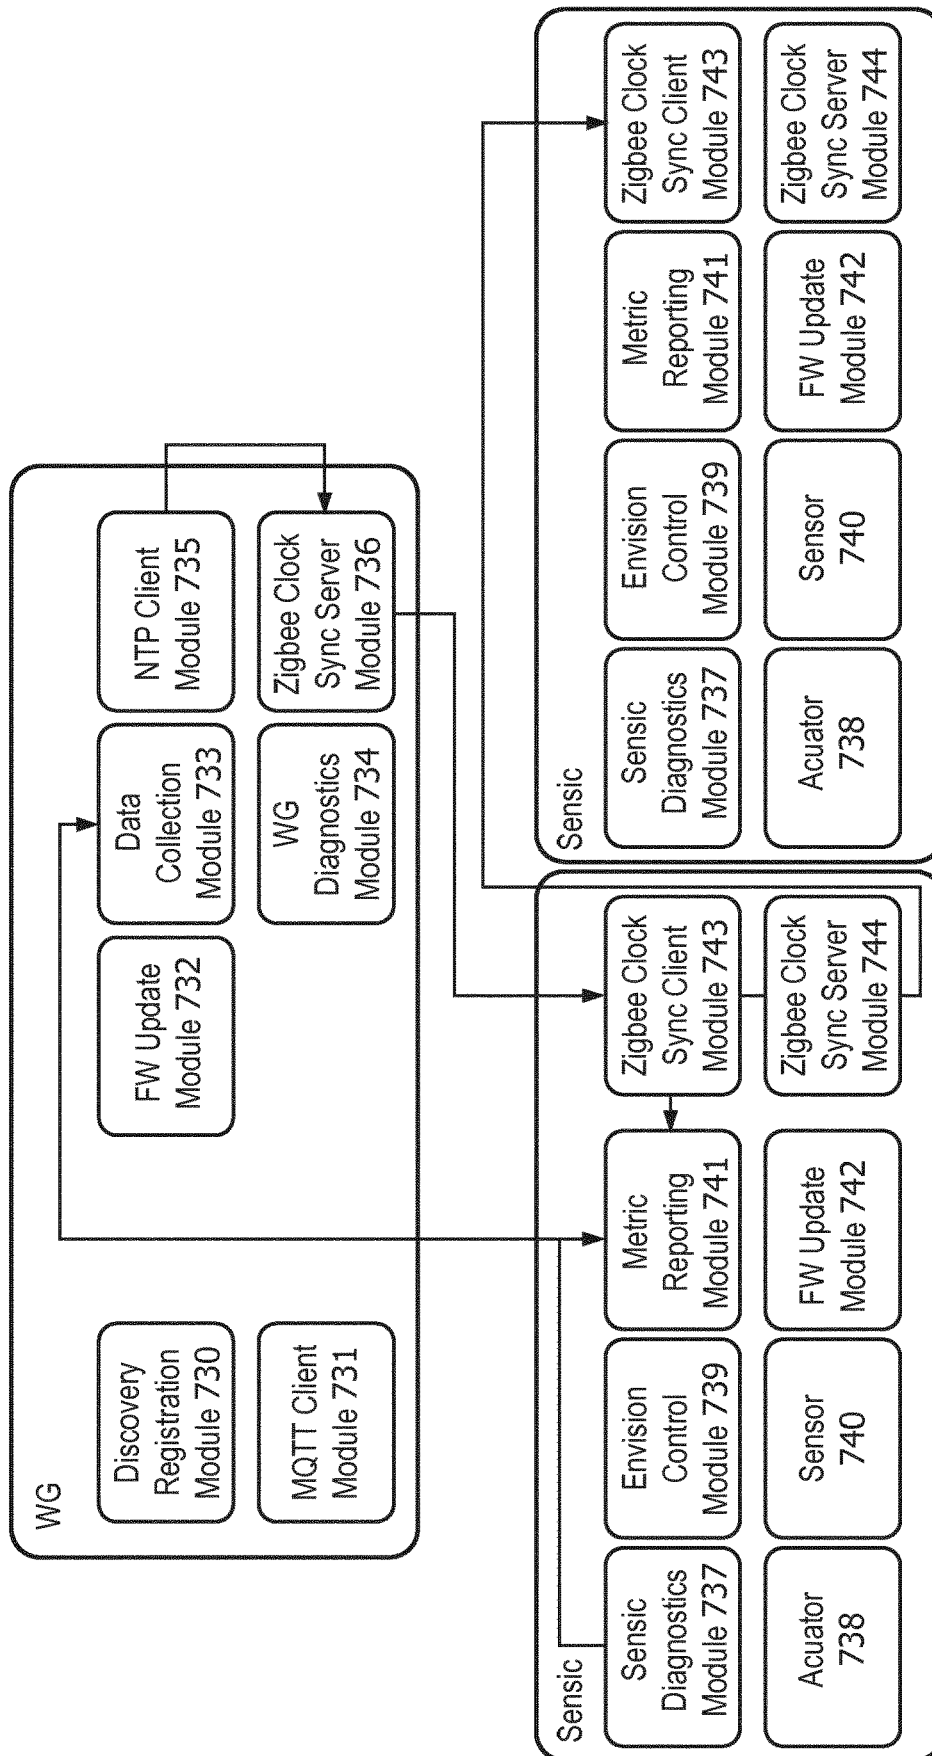 WG
Discovery
Registration
Module 730
MQTT Client
Module 731
FW Update
Module 732
Data
Collection
Module 733
WG
Diagnostics
Module 734
NTP Client
Module 735
Zigbee Clock
Sync Server
Module 736
Sensic
Sensic
Diagnostics
Module 737
Acuator
738
Envision
Control
Module 739
Sensor
740
Metric
Reporting
Module 741
FW Update
Module 742
Zigbee Clock
Sync Client
Module 743
Zigbee Clock
Sync Server
Module 744
Sensic
Sensic
Diagnostics
Module 737
Acuator
738
Envision
Control
Module 739
Sensor
740
Metric
Reporting
Module 741
FW Update
Module 742
Zigbee Clock
Sync Client
Module 743
Zigbee Clock
Sync Server
Module 744